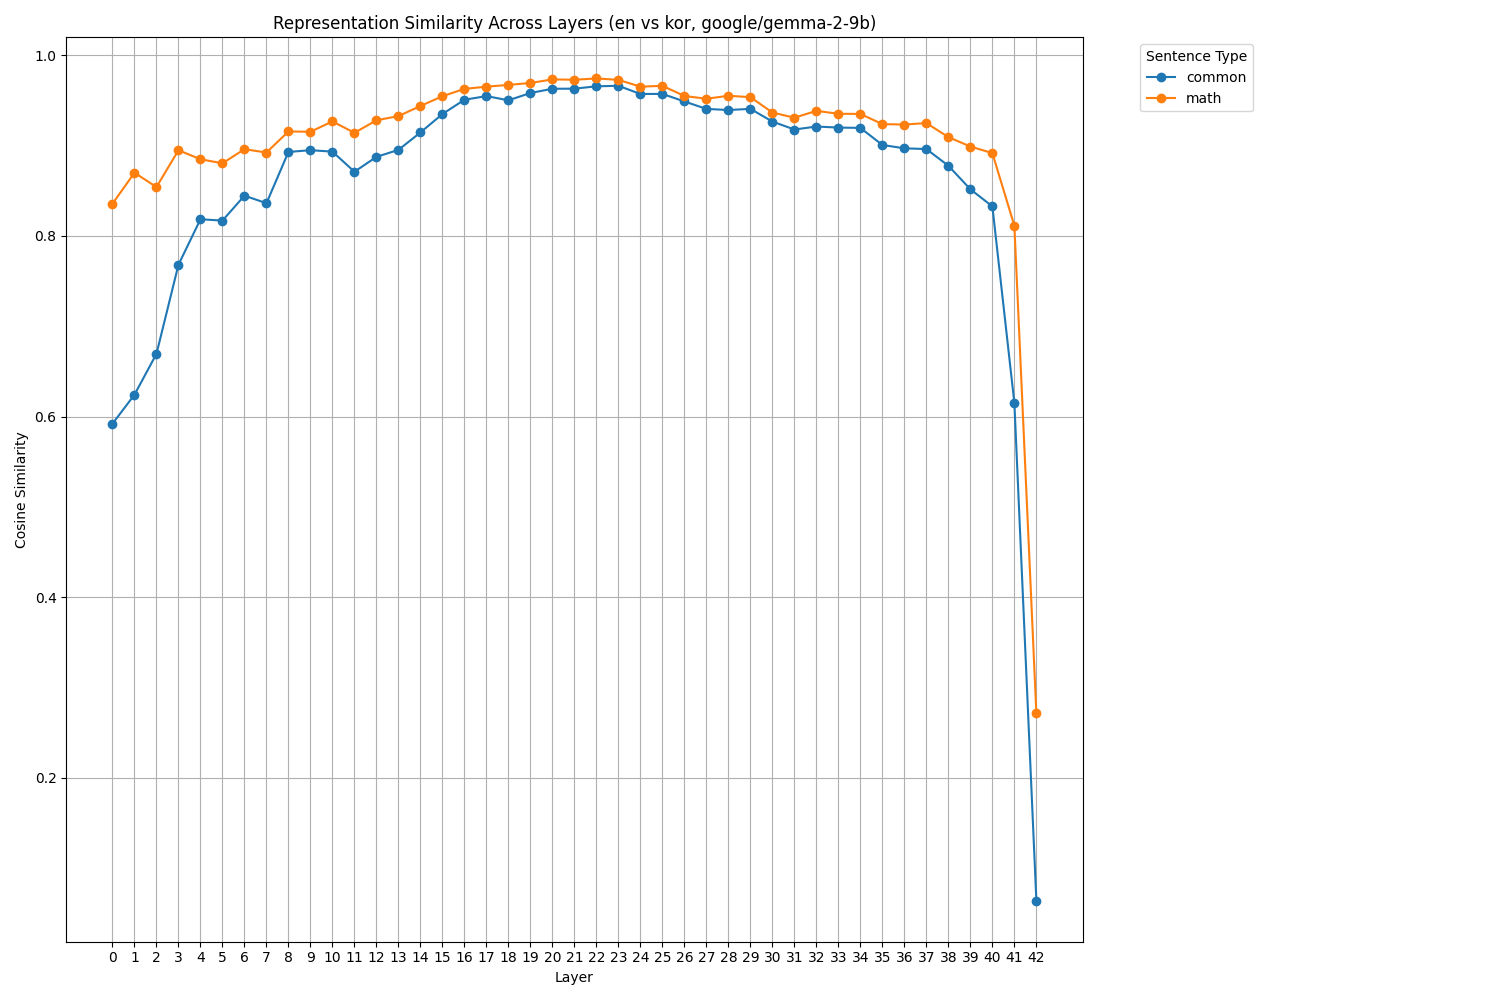 Representation Similarity Across Layers (en vs kor, google/gemma-2-9b)
Sentence Type
common
math
1.0
0.8
0.6
0.4
0.2
Cosine Similarity
0 1 2 3 4 5 6 7 8 9 10 11 12 13 14 15 16 17 18 19 20 21 22 23 24 25 26 27 28 29 30 31 32 33 34 35 36 37 38 39 40 41 42
Layer